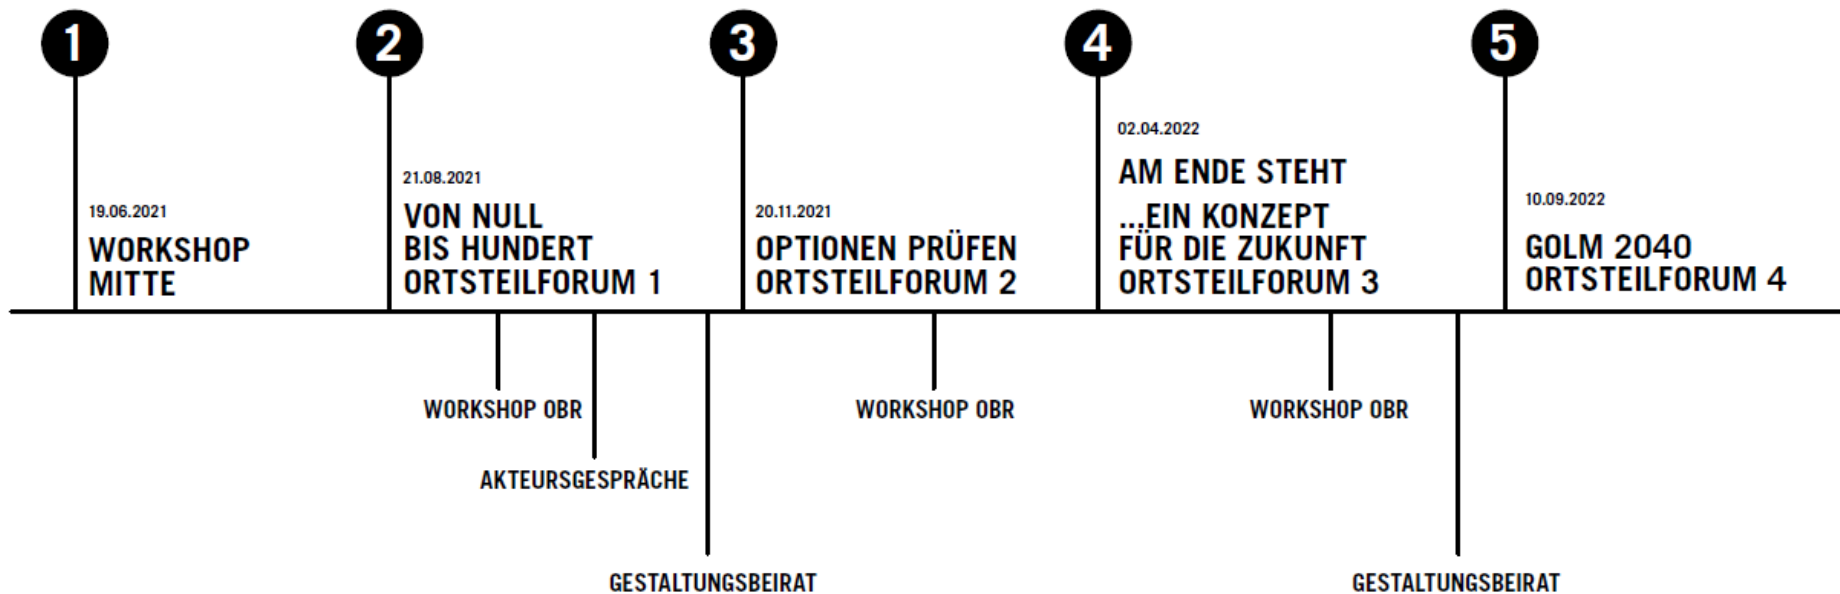 1
19.06.2021
WORKSHOP
MITTE
2
21.08.2021
VON NULL
BIS HUNDERT
ORTSTEILFORUM 1
3
20.11.2021
OPTIONEN PRÜFEN
ORTSTEILFORUM 2
4
02.04.2022
AM ENDE STEHT
...EIN KONZEPT
FÜR DIE ZUKUNFT
ORTSTEILFORUM 3
5
10.09.2022
GOLM 2040
ORTSTEILFORUM 4
WORKSHOP OBR
AKTEURSGESPRÄCHE
GESTALTUNGSBEIRAT
WORKSHOP OBR
WORKSHOP OBR
GESTALTUNGSBEIRAT